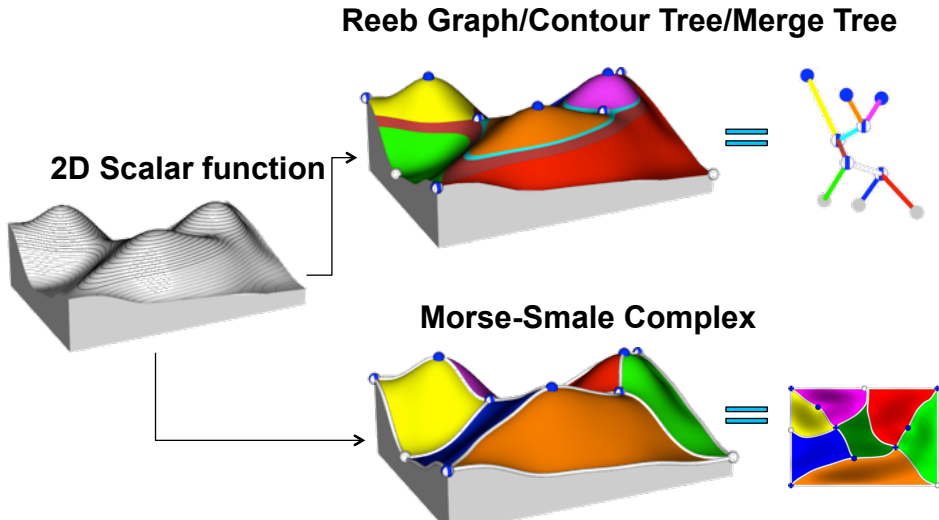 Reeb Graph/Contour Tree/Merge Tree
2D Scalar function
Morse-Smale Complex